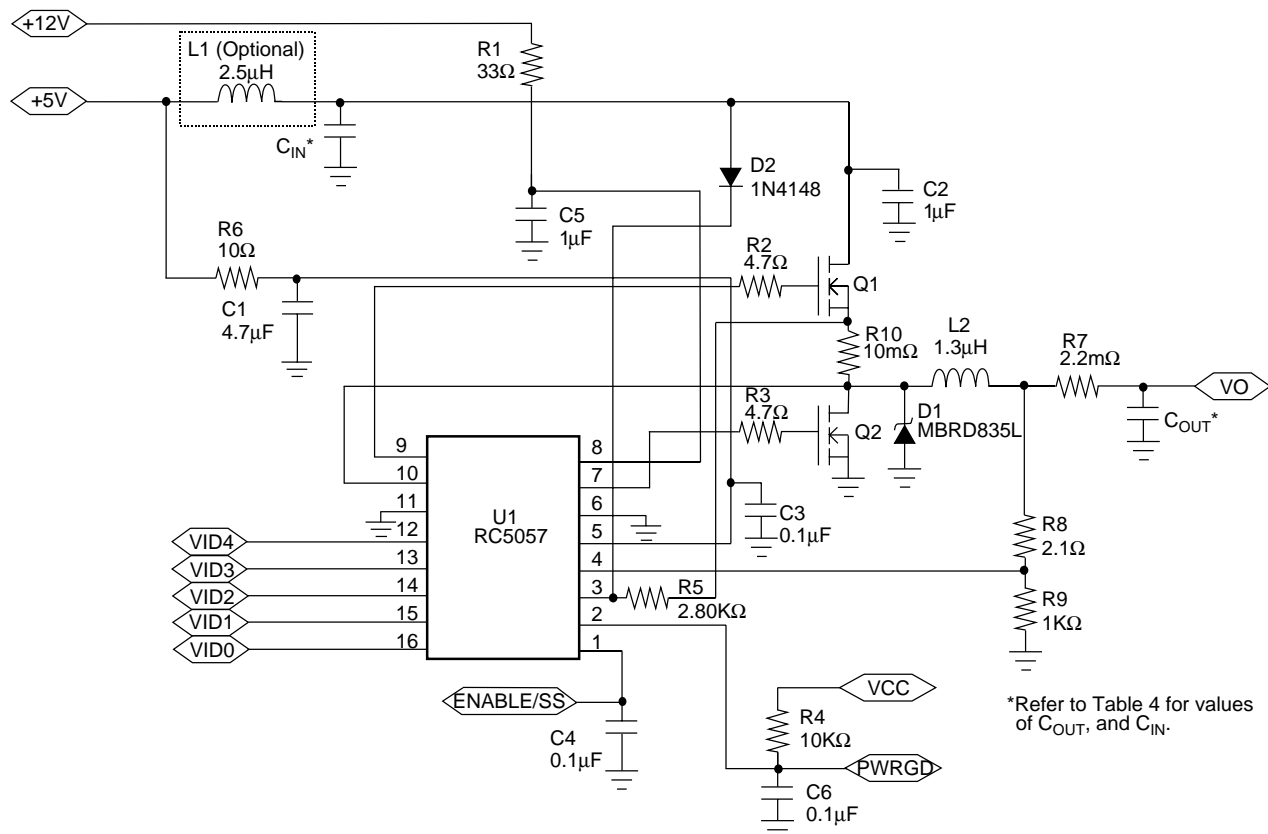 +12V
L1 (Optional)
2.5µH
R1
33Ω
+5V
CIN*
D2
1N4148
C2
1µF
C5
1µF
R6
10Ω
R2
4.7Ω
Q1
C1
4.7µF
R10
10mΩ
L2
1.3µH
R7
2.2mΩ
VO
R3
4.7Ω
Q2
D1
MBRD835L
COUT*
9
10
11
12
13
14
15
16
U1
RC5057
8
7
6
5
4
3
2
1
C3
0.1µF
R8
2.1Ω
VID4
VID3
VID2
VID1
VID0
R5
2.80KΩ
R9
1KΩ
ENABLE/SS
C4
0.1µF
VCC
R4
10KΩ
*Refer to Table 4 for values
of COUT, and CIN.
PWRGD
C6
0.1µF